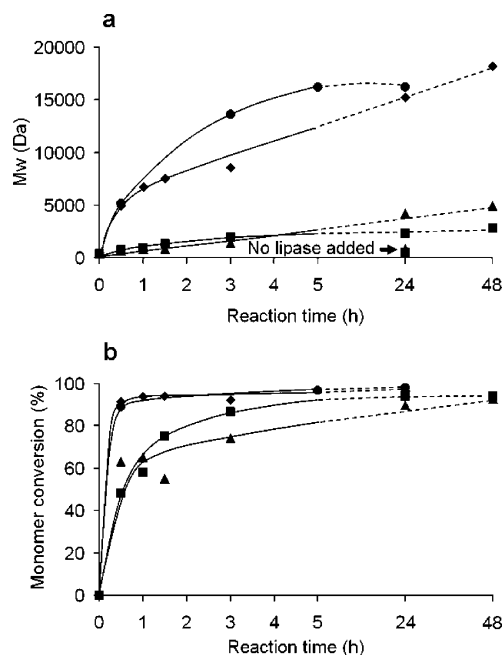 a
20000
15000
10000
5000
0
Mw (Da)
No lipase added
0 1 2 3 4 5 24 48
Reaction time (h)
b
100
80
60
40
20
0
Monomer conversion (%)
0 1 2 3 4 5 24 48
Reaction time (h)